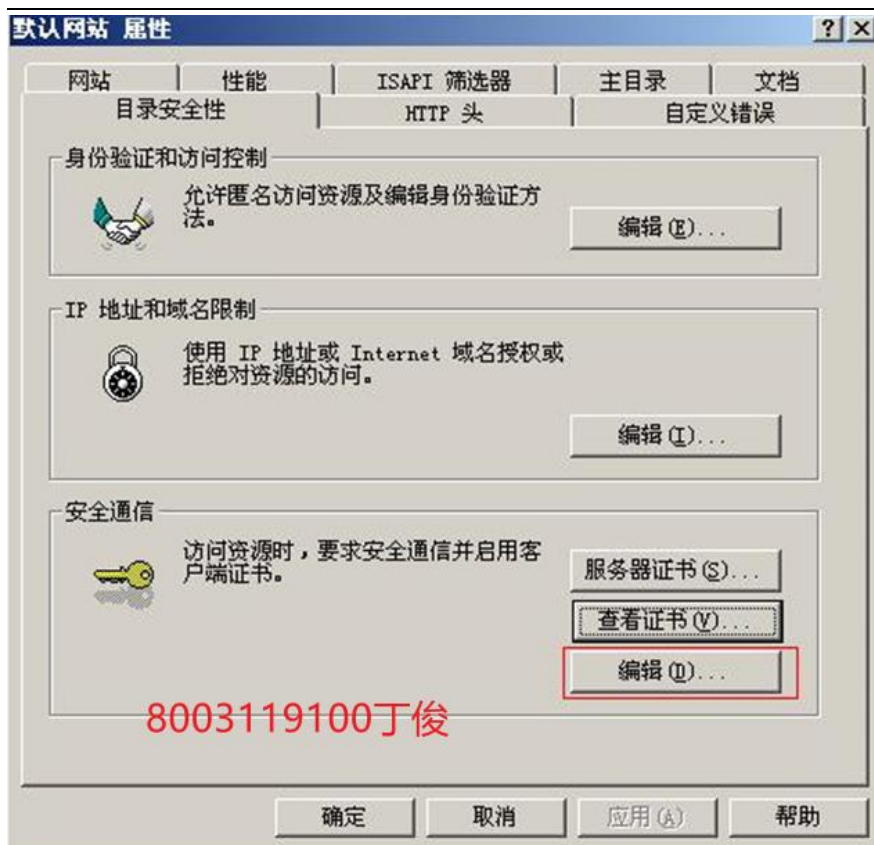 默认网站 属性
网站 性能 ISAPI 筛选器 主目录 文档
目录安全性 HTTP 头 自定义错误
身份验证和访问控制
允许匿名访问资源及编辑身份验证方
法。
编辑(E)...
IP 地址和域名限制
使用 IP 地址或 Internet 域名授权或
拒绝对资源的访问。
编辑(I)...
安全通信
访问资源时，要求安全通信并启用客
户端证书。
服务器证书(S)...
查看证书(V)...
编辑(D)...
8003119100丁俊
确定 取消 应用(A) 帮助